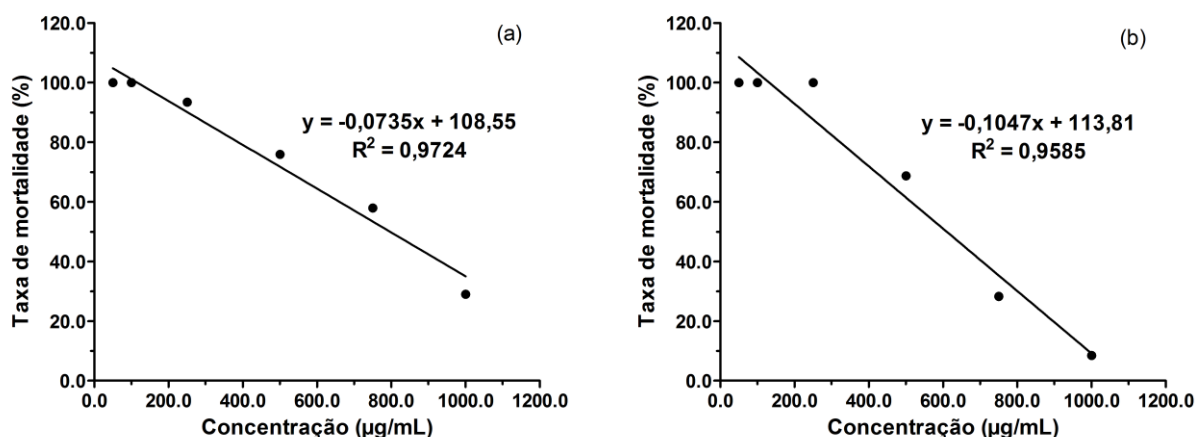 (a)
Taxa de mortalidade (%)
120.0
100.0
80.0
60.0
40.0
20.0
0.0
y = -0,0735x + 108,55
R² = 0,9724
0.0 200.0 400.0 600.0 800.0 1000.0 1200.0
Concentração (µg/mL)
(b)
Taxa de mortalidade (%)
120.0
100.0
80.0
60.0
40.0
20.0
0.0
y = -0,1047x + 113,81
R² = 0,9585
0.0 200.0 400.0 600.0 800.0 1000.0 1200.0
Concentração (µg/mL)